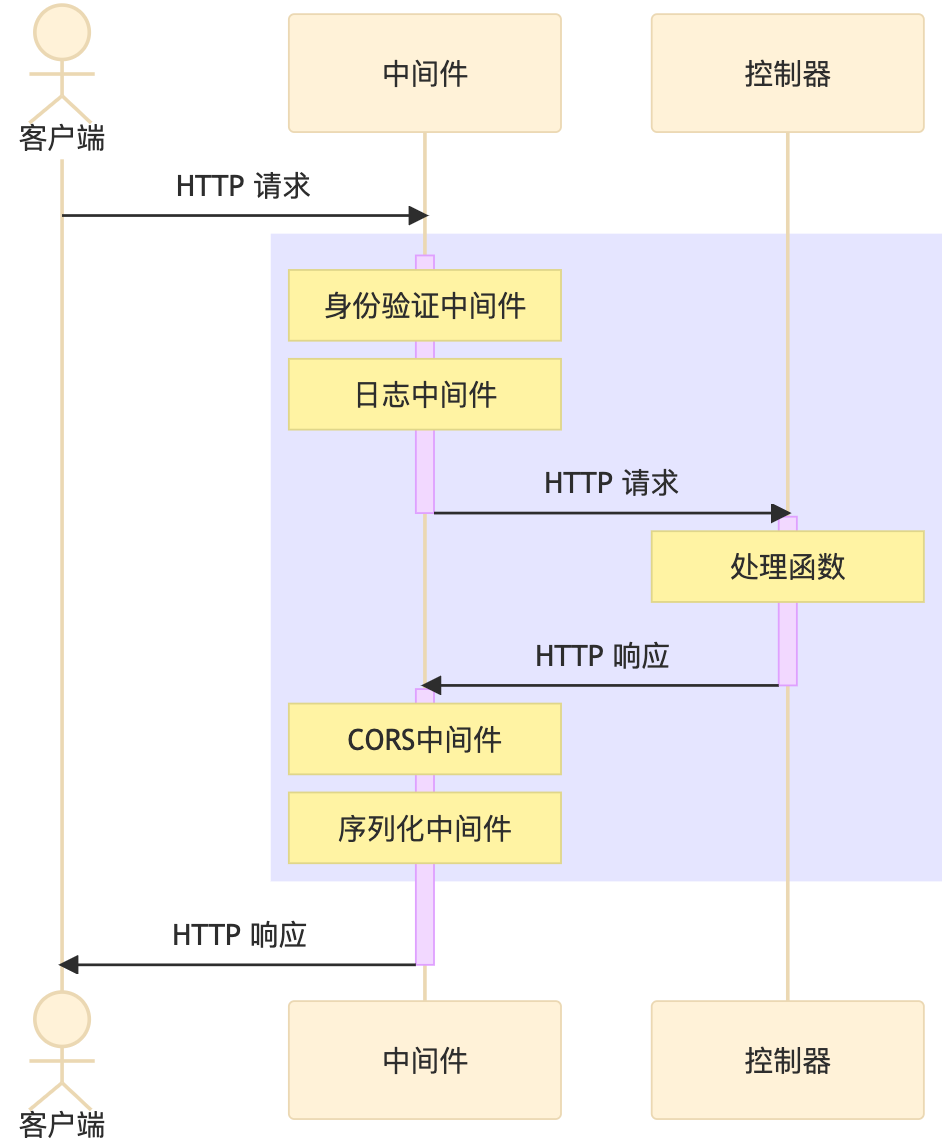 客户端
中间件
控制器
HTTP 请求
身份验证中间件
日志中间件
HTTP 请求
处理函数
HTTP 响应
CORS中间件
序列化中间件
HTTP 响应
客户端
中间件
控制器